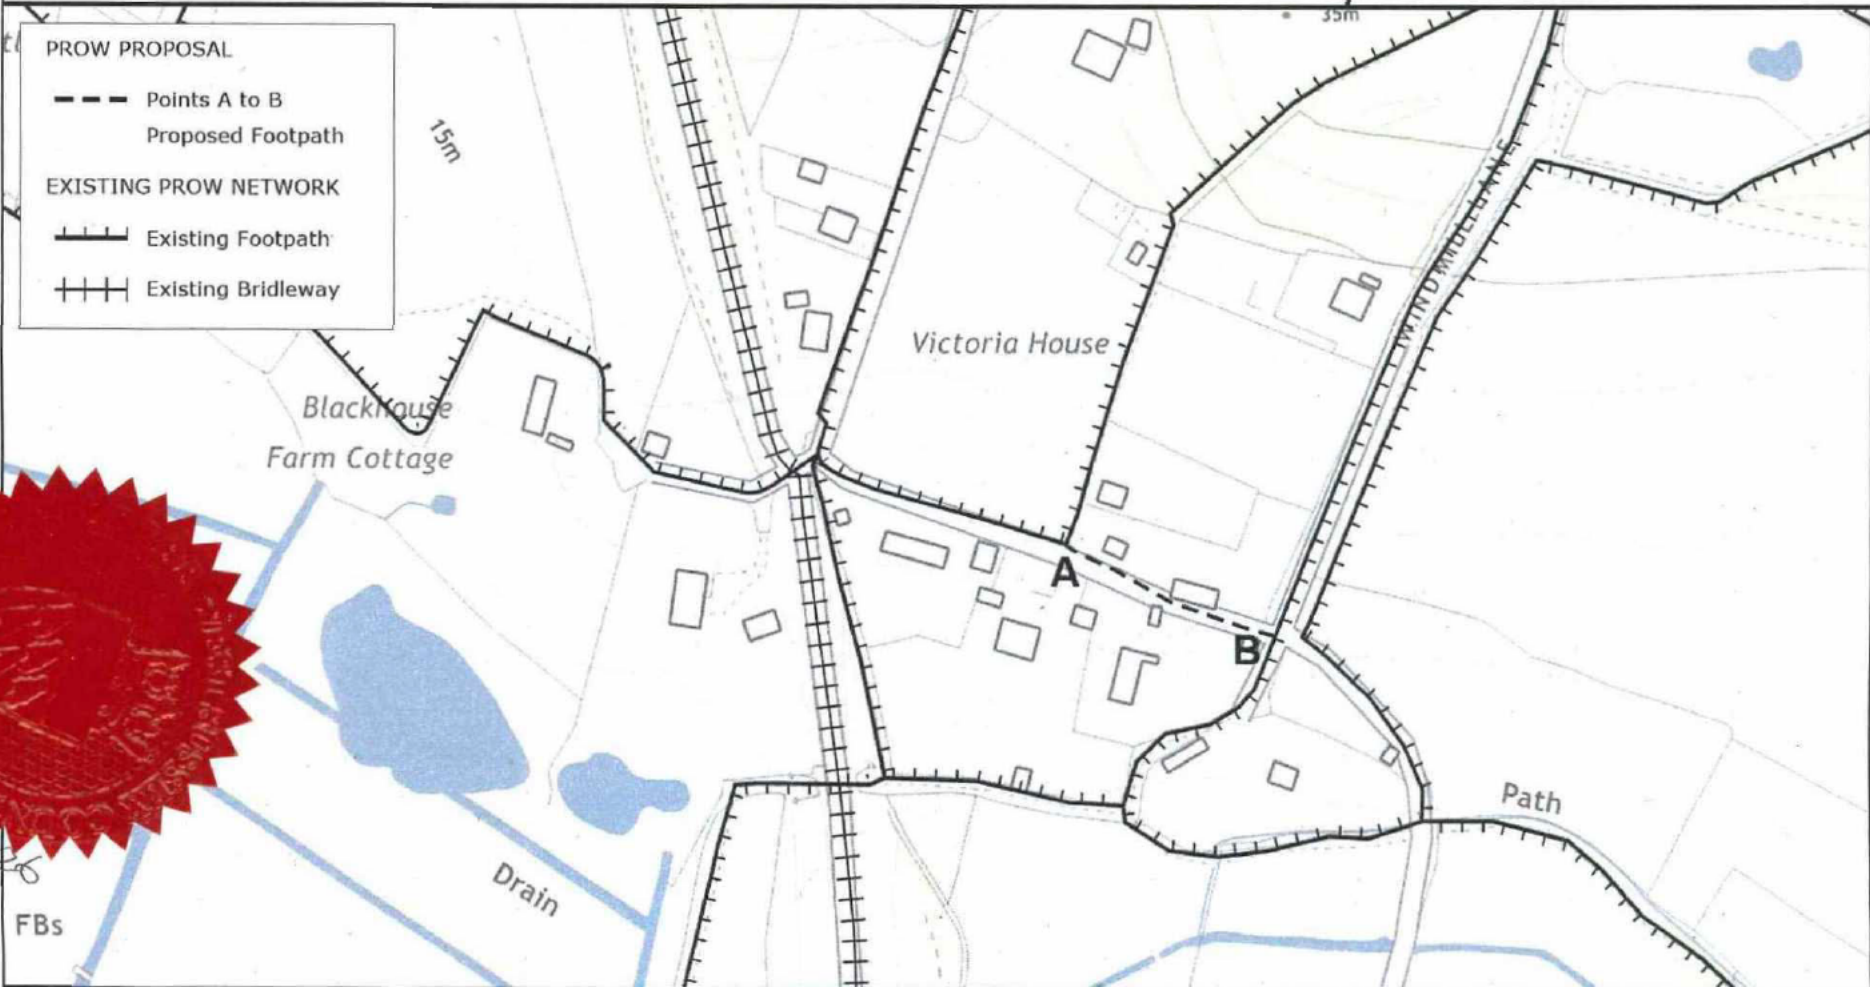 PROW PROPOSAL
Points A to B
Proposed Footpath
EXISTING PROW NETWORK
Existing Footpath
Existing Bridleway
15m
35m
WINDMILL LANE
Victoria House
Blackhouse
Farm Cottage
A
B
Path
Drain
FBs